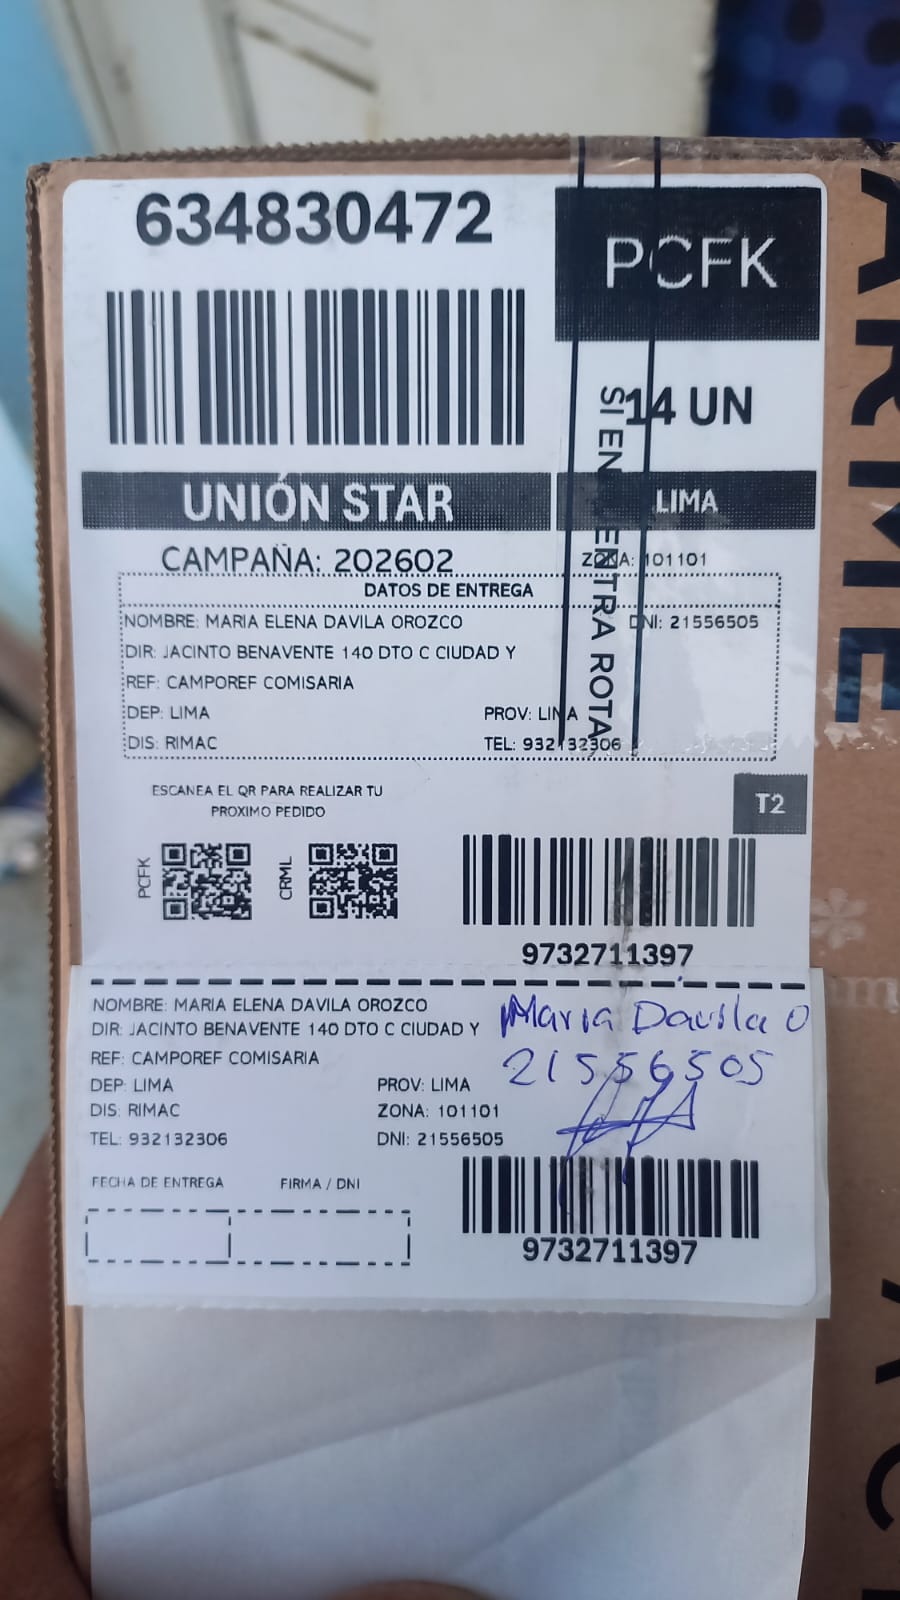 634830472
PCFK
14 UN
UNIÓN STAR
LIMA
CAMPAÑA: 202602
ZONA: 101101
DATOS DE ENTREGA
NOMBRE: MARIA ELENA DAVILA OROZCO
DNI: 21556505
DIR: JACINTO BENAVENTE 140 DTO C CIUDAD Y
REF: CAMPOREF COMISARIA
DEP: LIMA
PROV: LIMA
DIS: RIMAC
TEL: 932132306
SI EN ENTRA ROTA
ESCANEA EL QR PARA REALIZAR TU
PROXIMO PEDIDO
T2
PCFK
CRML
9732711397
NOMBRE: MARIA ELENA DAVILA OROZCO
DIR: JACINTO BENAVENTE 140 DTO C CIUDAD Y
REF: CAMPOREF COMISARIA
DEP: LIMA
PROV: LIMA
DIS: RIMAC
ZONA: 101101
TEL: 932132306
DNI: 21556505
Maria Davila O
21556505
FECHA DE ENTREGA
FIRMA / DNI
9732711397